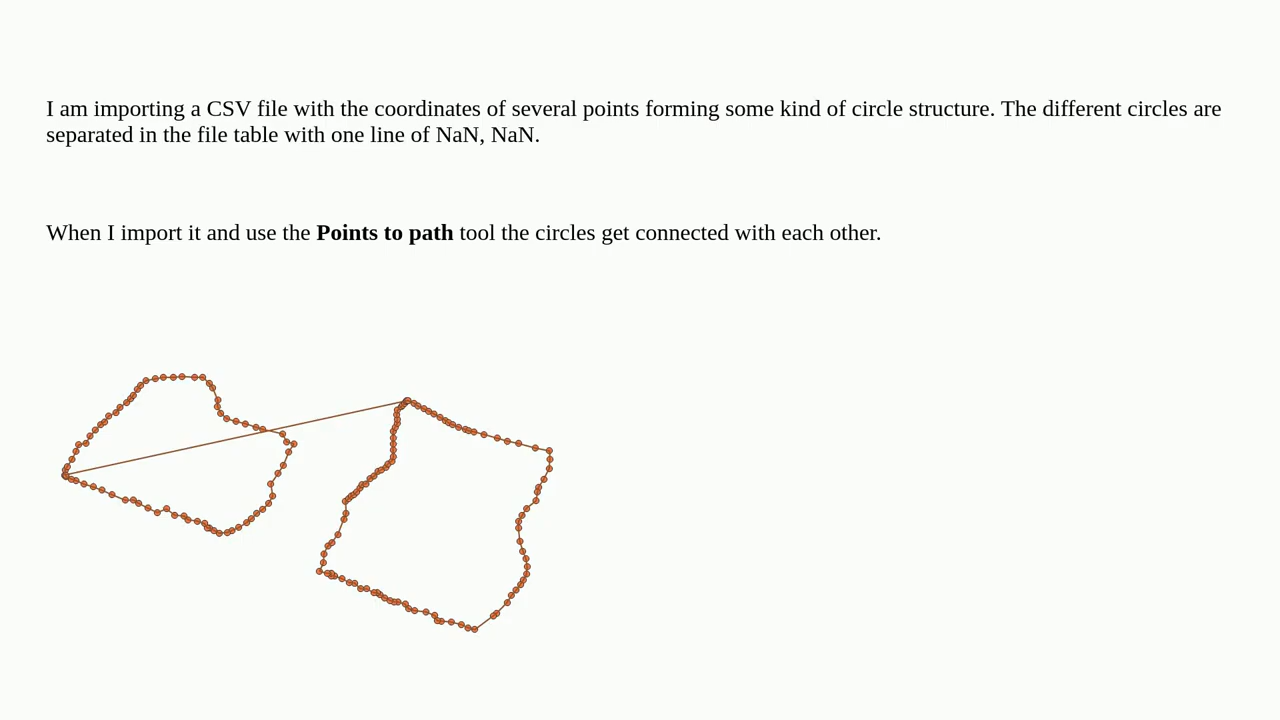 I am importing a CSV file with the coordinates of several points forming some kind of circle structure. The different circles are
separated in the file table with one line of NaN, NaN.
When I import it and use the Points to path tool the circles get connected with each other.